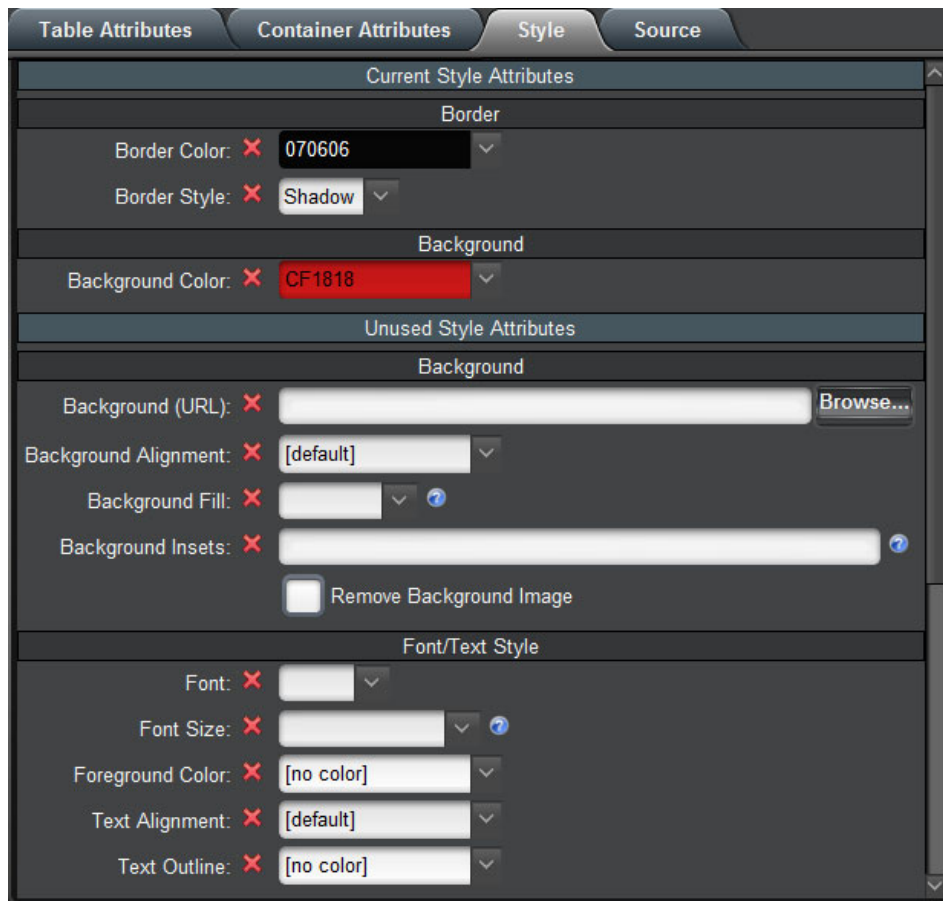 Table Attributes Container Attributes Style Source
Current Style Attributes
Border
Border Color: 070606
Border Style: Shadow
Background
Background Color: CF1818
Unused Style Attributes
Background
Background (URL): Browse...
Background Alignment: [default]
Background Fill: ?
Background Insets: ?
Remove Background Image
Font/Text Style
Font:
Font Size: ?
Foreground Color: [no color]
Text Alignment: [default]
Text Outline: [no color]